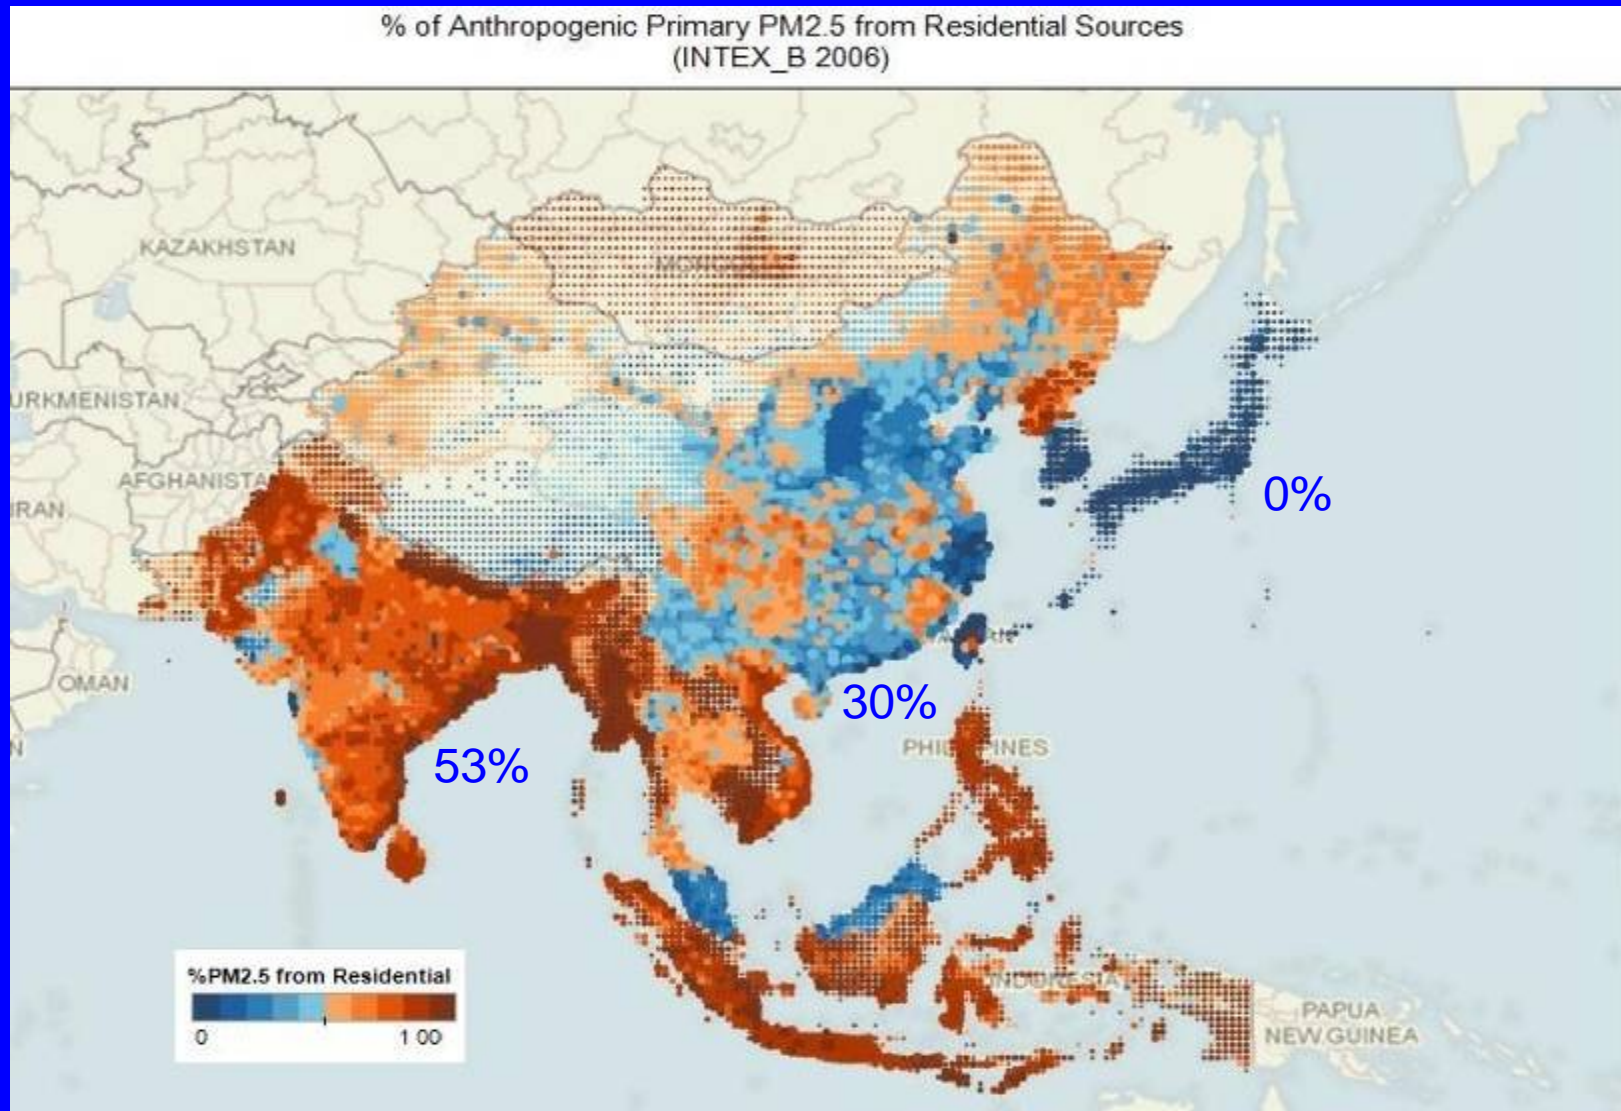 % of Anthropogenic Primary PM2.5 from Residential Sources
(INTEX_B 2006)
KAZAKHSTAN
URKMENISTAN
AFGHANISTA
IRAN
0%
OMAN
N
30%
PHIL PINES
53%
INDONESIA
PAPUA
NEW GUINEA
%PM2.5 from Residential
0
1 00